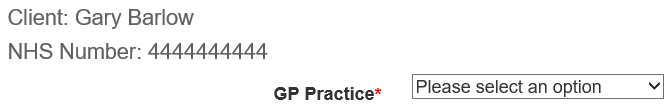 Client: Gary Barlow
NHS Number: 4444444444
GP Practice* Please select an option